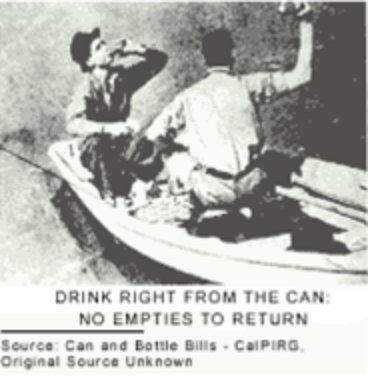 DRINK RIGHT FROM THE CAN:
NO EMPTIES TO RETURN
Source: Can and Bottle Bills - CalPIRG,
Original Source Unknown